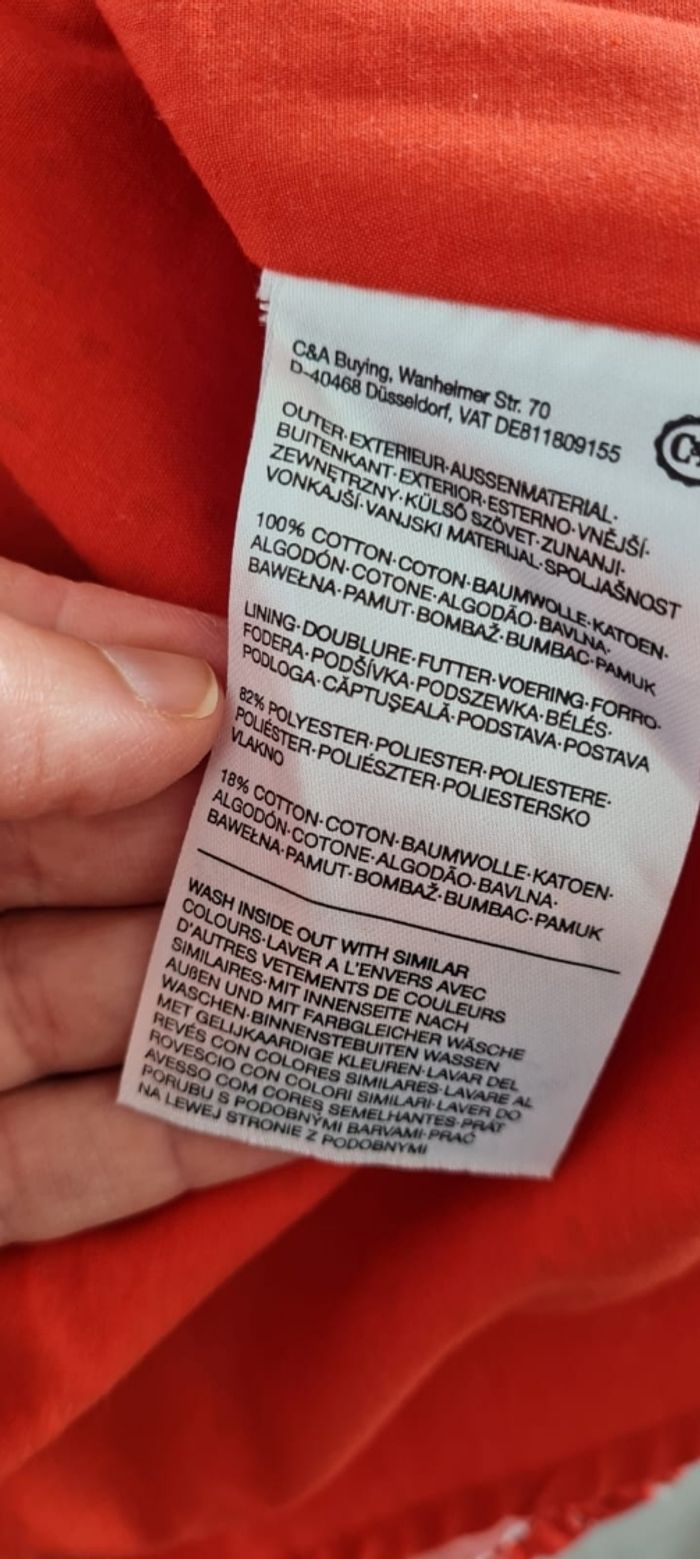 C&A Buying, Wanheimer Str. 70
D-40468 Düsseldorf, VAT DE811809155
OUTER·EXTERIEUR·AUSSENMATERIAL·
BUITENKANT·EXTERIOR·ESTERNO·VNĚJŠÍ·
ZEWNĘTRZNY·KÜLSŐ SZÖVET·ZUNANJI·
VONKAJŠÍ·VANJSKI MATERIJAL·SPOLJAŠNOST
100% COTTON·COTON·BAUMWOLLE·KATOEN·
ALGODÓN·COTONE·ALGODÃO·BAVLNA·
BAWEŁNA·PAMUT·BOMBAŽ·BUMBAC·PAMUK
LINING·DOUBLURE·FUTTER·VOERING·FORRO·
FODERA·PODŠÍVKA·PODSZEWKA·BÉLÉS·
PODLOGA·CĂPTUŞEALĂ·PODSTAVA·POSTAVA
82% POLYESTER·POLIESTER·POLIESTERE·
POLIÉSTER·POLIÉSZTER·POLIESTERSKO
VLAKNO
18% COTTON·COTON·BAUMWOLLE·KATOEN·
ALGODÓN·COTONE·ALGODÃO·BAVLNA·
BAWEŁNA·PAMUT·BOMBAŽ·BUMBAC·PAMUK
WASH INSIDE OUT WITH SIMILAR
COLOURS·LAVER A L'ENVERS AVEC
D'AUTRES VETEMENTS DE COULEURS
SIMILAIRES·MIT INNENSEITE NACH
AUßEN UND MIT FARBGLEICHER WÄSCHE
WASCHEN·BINNENSTEBUITEN WASSEN
MET GELIJKAARDIGE KLEUREN·LAVAR DEL
REVÉS CON COLORES SIMILARES·LAVARE AL
ROVESCIO CON COLORI SIMILARI·LAVER DO
AVESSO COM CORES SEMELHANTES·PRÁT
PORUBU S PODOBNÝMI BARVAMI·PRAĆ
NA LEWEJ STRONIE Z PODOBNYMI